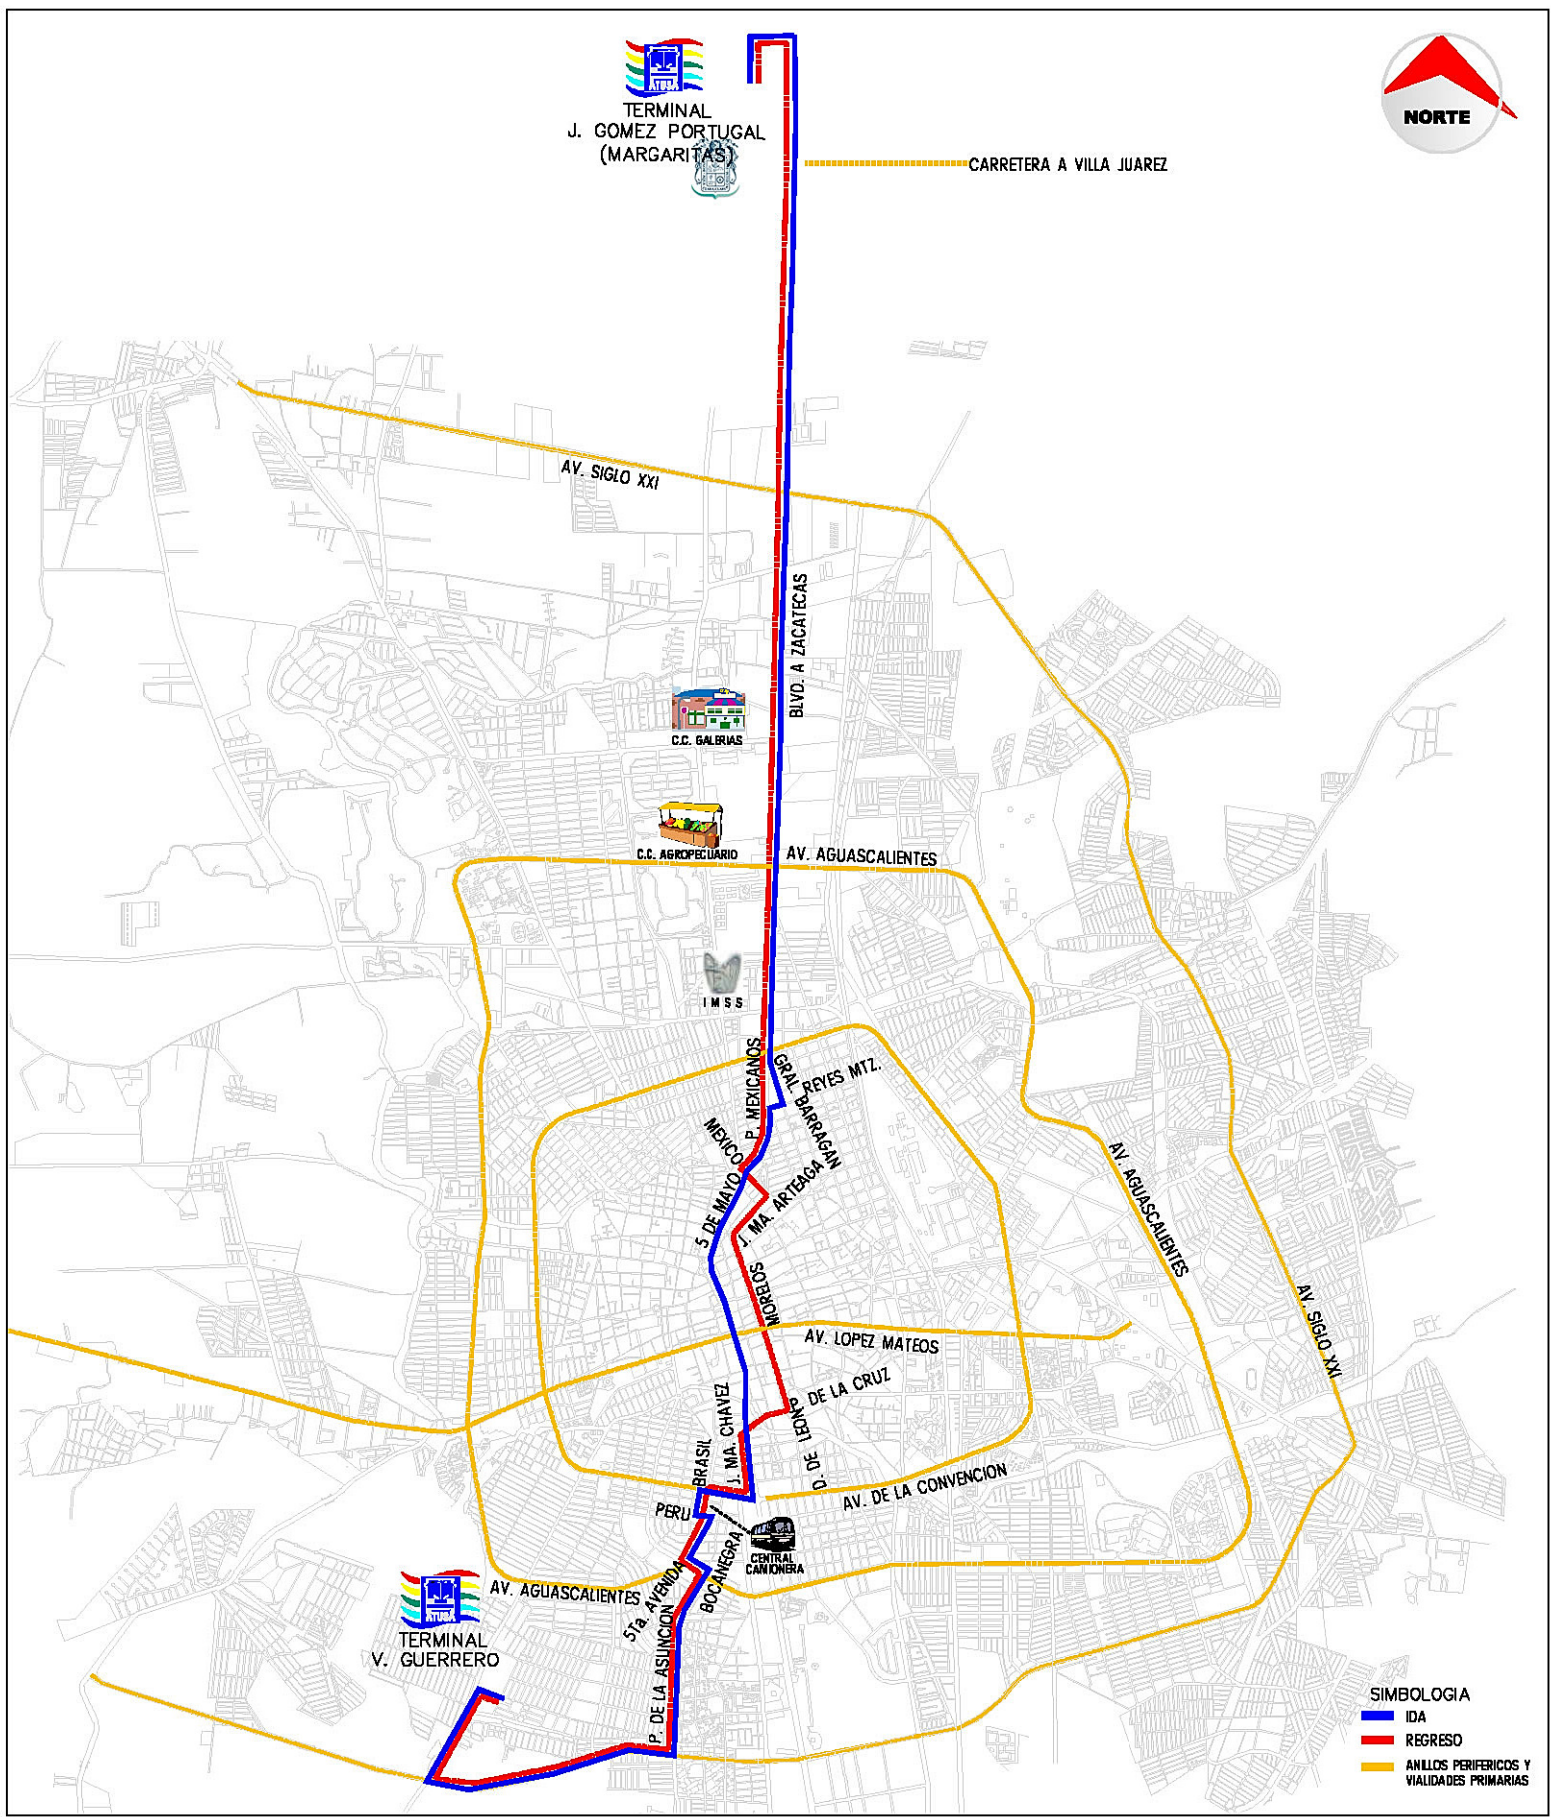 ATUSA
TERMINAL
J. GOMEZ PORTUGAL
(MARGARITAS)
NORTE
CARRETERA A VILLA JUAREZ
AV. SIGLO XXI
BLVD. A ZACATECAS
C.C. GALERIAS
C.C. AGROPECUARIO
AV. AGUASCALIENTES
I M S S
P. MEXICANOS
GRAL. BARRAGAN
REYES MTZ.
MEXICO
5 DE MAYO
J. MA. ARTEAGA
AV. AGUASCALIENTES
MORELOS
AV. SIGLO XXI
AV. LOPEZ MATEOS
DE LA CRUZ
J. MA. CHAVEZ
D. DE LEON
BRASIL
AV. DE LA CONVENCION
PERU
CENTRAL
CAMIONERA
BOCANEGRA
AV. AGUASCALIENTES
5Ta. AVENIDA
ATUSA
TERMINAL
V. GUERRERO
P. DE LA ASUNCION
SIMBOLOGIA
IDA
REGRESO
ANILLOS PERIFERICOS Y
VIALIDADES PRIMARIAS